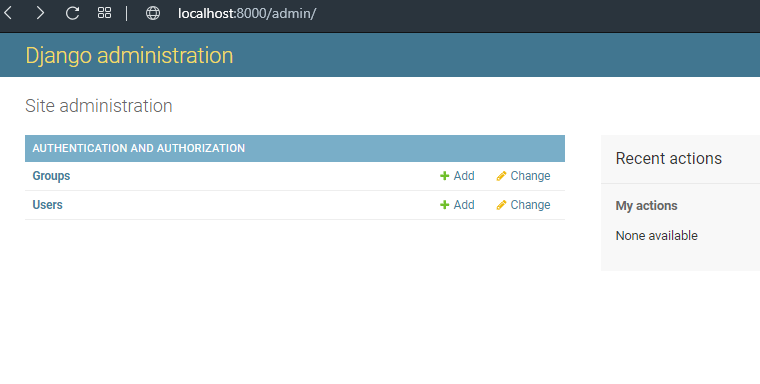 localhost:8000/admin/
Django administration
Site administration
AUTHENTICATION AND AUTHORIZATION
Groups Add Change
Users Add Change
Recent actions
My actions
None available